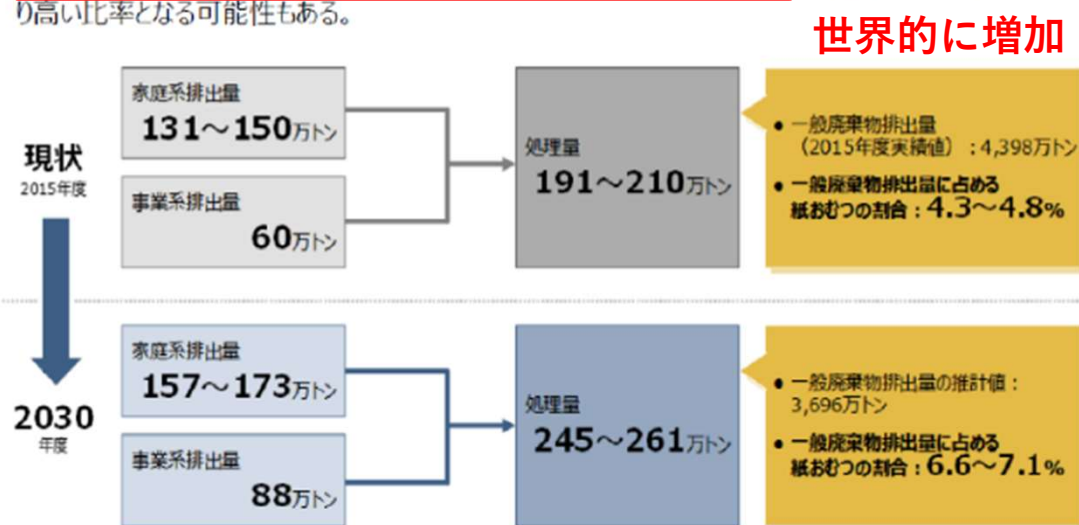 り高い比率となる可能性もある。
世界的に増加
現状
2015年度
家庭系排出量
131～150万トン
事業系排出量
60万トン
処理量
191～210万トン
● 一般廃棄物排出量
（2015年度実績値）：4,398万トン
● 一般廃棄物排出量に占める
紙おむつの割合：4.3～4.8%
2030
年度
家庭系排出量
157～173万トン
事業系排出量
88万トン
処理量
245～261万トン
● 一般廃棄物排出量の推計値：
3,696万トン
● 一般廃棄物排出量に占める
紙おむつの割合：6.6～7.1%